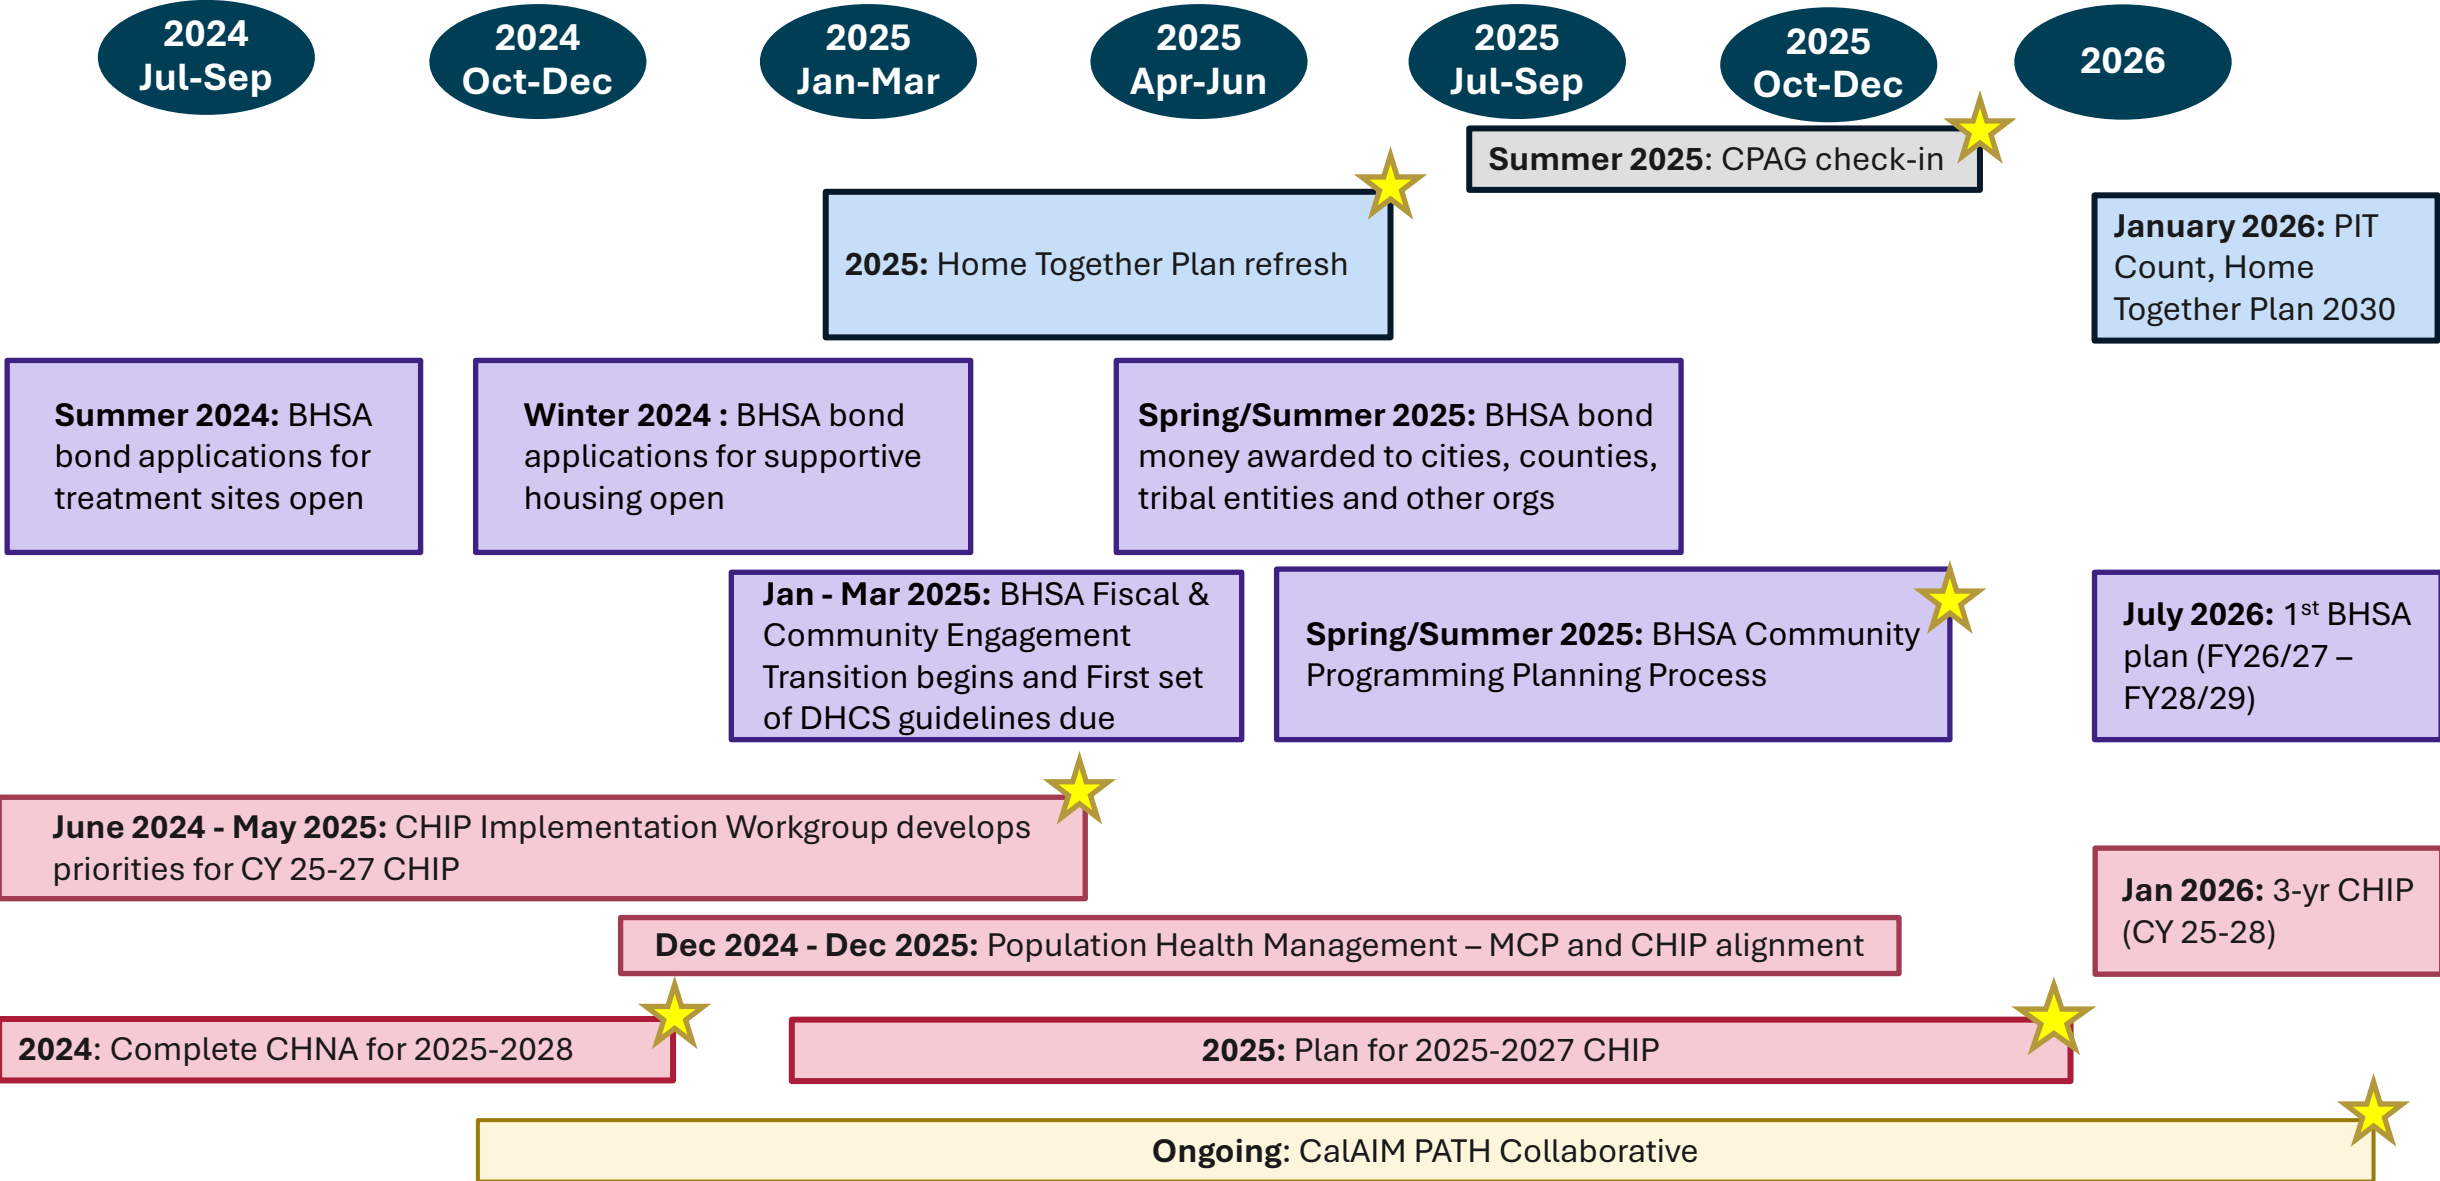 2024
Jul-Sep
2024
Oct-Dec
2025
Jan-Mar
2025
Apr-Jun
2025
Jul-Sep
2025
Oct-Dec
2026
Summer 2025: CPAG check-in
2025: Home Together Plan refresh
January 2026: PIT
Count, Home
Together Plan 2030
Summer 2024: BHSA
bond applications for
treatment sites open
Winter 2024 : BHSA bond
applications for supportive
housing open
Spring/Summer 2025: BHSA bond
money awarded to cities, counties,
tribal entities and other orgs
Jan - Mar 2025: BHSA Fiscal &
Community Engagement
Transition begins and First set
of DHCS guidelines due
Spring/Summer 2025: BHSA Community
Programming Planning Process
July 2026: 1st BHSA
plan (FY26/27 –
FY28/29)
June 2024 - May 2025: CHIP Implementation Workgroup develops
priorities for CY 25-27 CHIP
Jan 2026: 3-yr CHIP
(CY 25-28)
Dec 2024 - Dec 2025: Population Health Management – MCP and CHIP alignment
2024: Complete CHNA for 2025-2028
2025: Plan for 2025-2027 CHIP
Ongoing: CalAIM PATH Collaborative